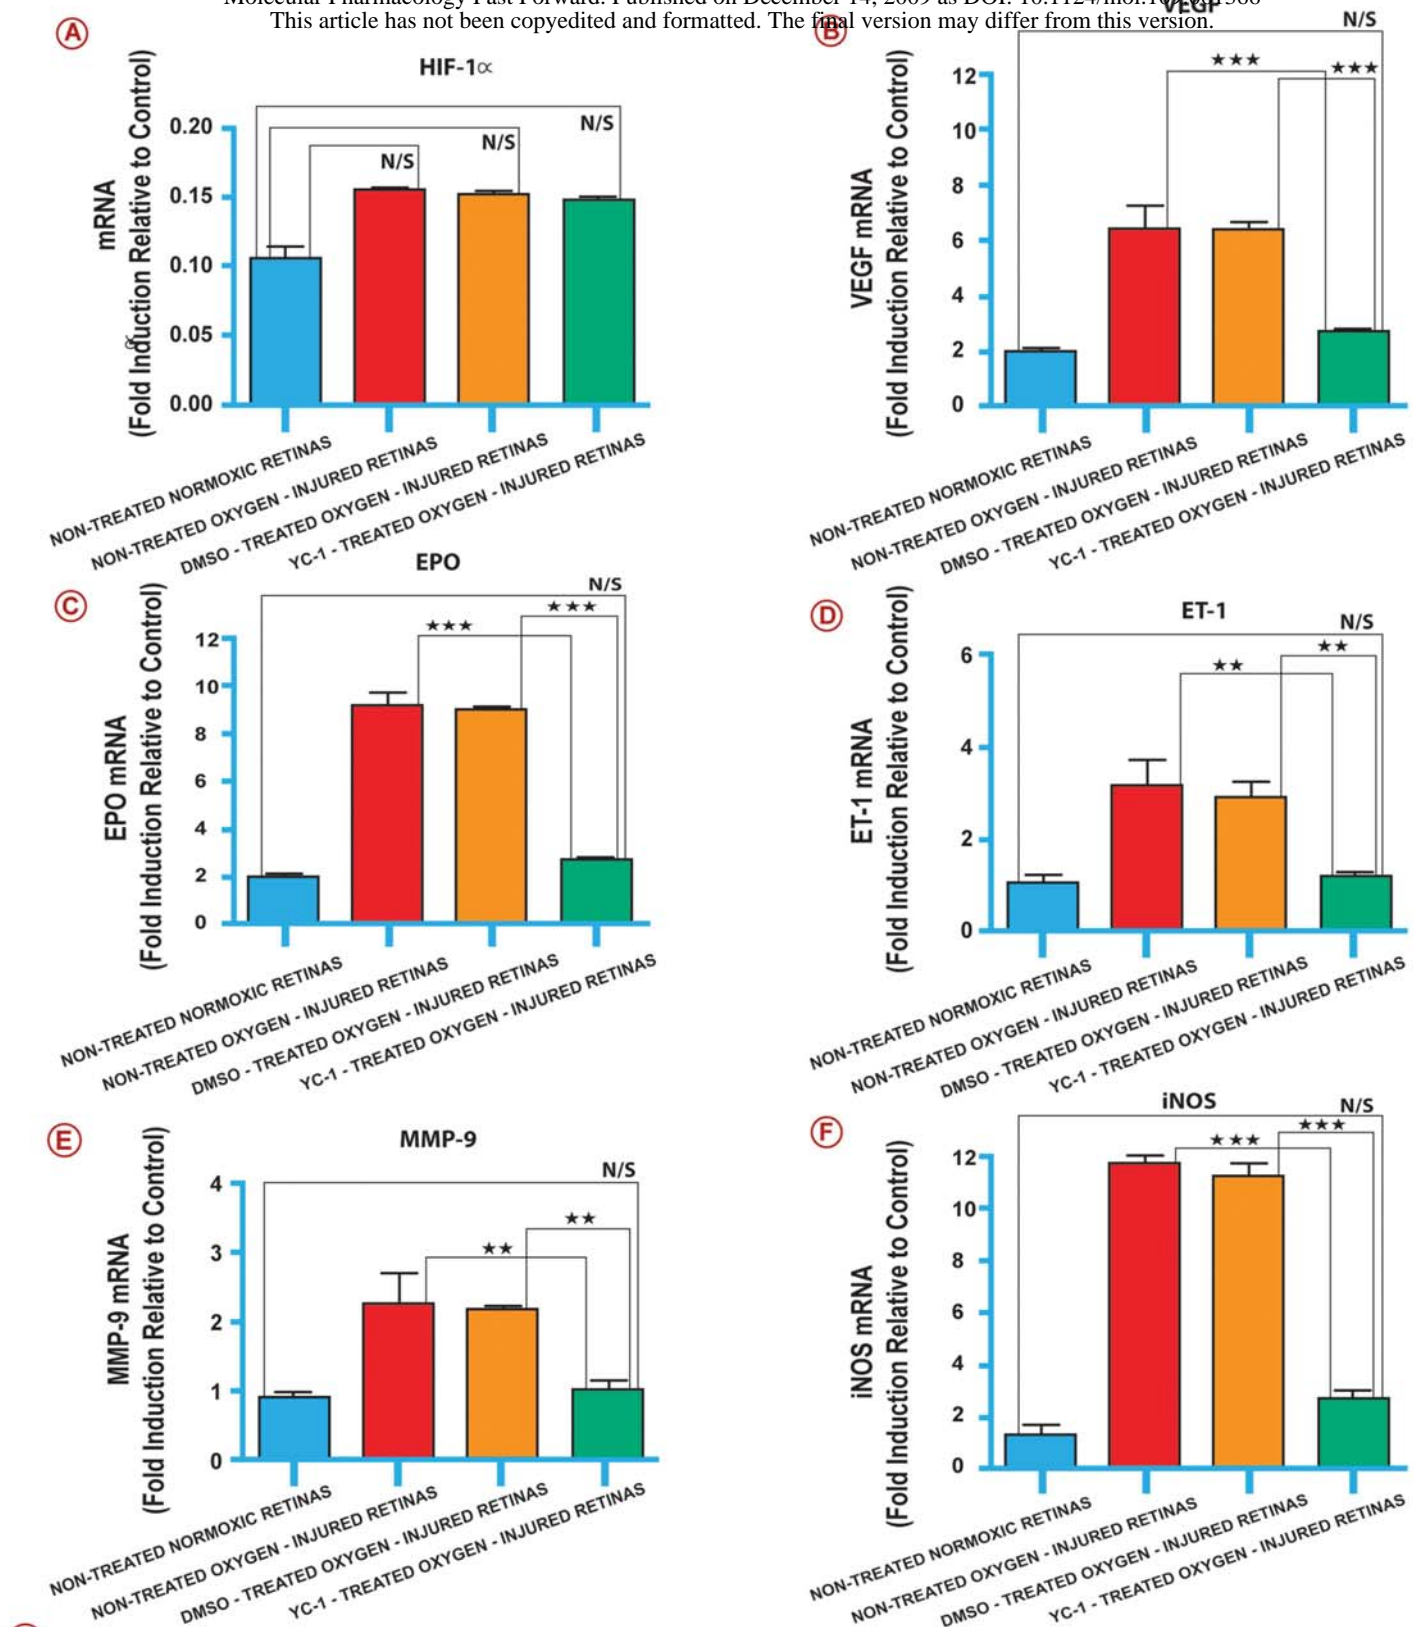 This article has not been copyedited and formatted. The final version may differ from this version.
A
HIF-1∝
mRNA
(Fold Induction Relative to Control)
∝
0.20
0.15
0.10
0.05
0.00
N/S
N/S
N/S
NON-TREATED NORMOXIC RETINAS
NON-TREATED OXYGEN - INJURED RETINAS
DMSO - TREATED OXYGEN - INJURED RETINAS
YC-1 - TREATED OXYGEN - INJURED RETINAS
B
VEGF
VEGF mRNA
(Fold Induction Relative to Control)
12
10
8
6
4
2
0
N/S
★★★
★★★
NON-TREATED NORMOXIC RETINAS
NON-TREATED OXYGEN - INJURED RETINAS
DMSO - TREATED OXYGEN - INJURED RETINAS
YC-1 - TREATED OXYGEN - INJURED RETINAS
C
EPO
EPO mRNA
(Fold Induction Relative to Control)
12
10
8
6
4
2
0
N/S
★★★
★★★
NON-TREATED NORMOXIC RETINAS
NON-TREATED OXYGEN - INJURED RETINAS
DMSO - TREATED OXYGEN - INJURED RETINAS
YC-1 - TREATED OXYGEN - INJURED RETINAS
D
ET-1
ET-1 mRNA
(Fold Induction Relative to Control)
6
4
2
0
N/S
★★
★★
NON-TREATED NORMOXIC RETINAS
NON-TREATED OXYGEN - INJURED RETINAS
DMSO - TREATED OXYGEN - INJURED RETINAS
YC-1 - TREATED OXYGEN - INJURED RETINAS
E
MMP-9
MMP-9 mRNA
(Fold Induction Relative to Control)
4
3
2
1
0
N/S
★★
★★
NON-TREATED NORMOXIC RETINAS
NON-TREATED OXYGEN - INJURED RETINAS
DMSO - TREATED OXYGEN - INJURED RETINAS
YC-1 - TREATED OXYGEN - INJURED RETINAS
F
iNOS
iNOS mRNA
(Fold Induction Relative to Control)
12
10
8
6
4
2
0
N/S
★★★
★★★
NON-TREATED NORMOXIC RETINAS
NON-TREATED OXYGEN - INJURED RETINAS
DMSO - TREATED OXYGEN - INJURED RETINAS
YC-1 - TREATED OXYGEN - INJURED RETINAS